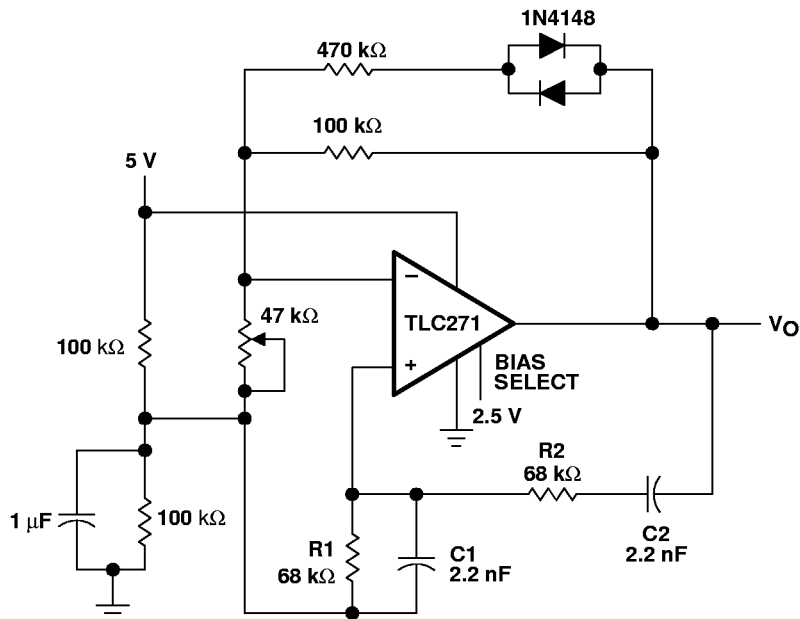 1N4148
470 kΩ
100 kΩ
5 V
−
47 kΩ
TLC271
VO
100 kΩ
+
BIAS
SELECT
2.5 V
R2
68 kΩ
1 μF
100 kΩ
R1
68 kΩ
C1
2.2 nF
C2
2.2 nF